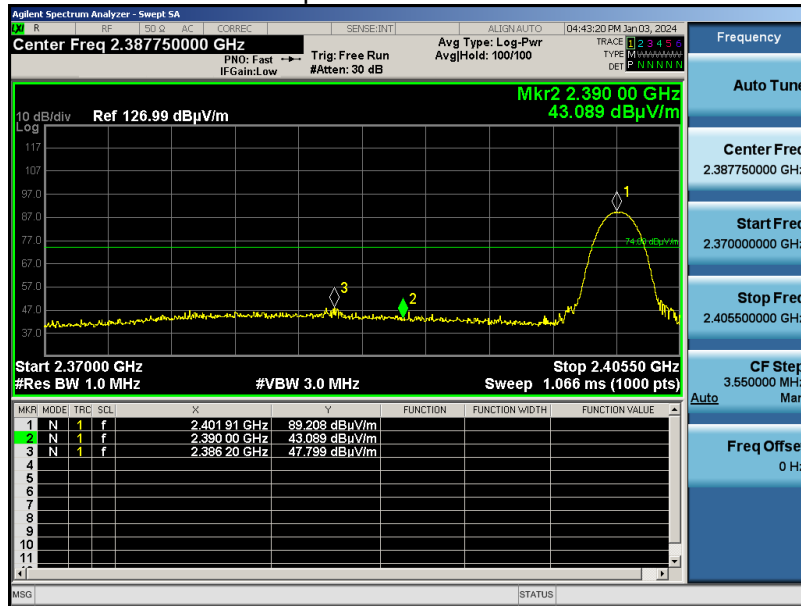 Agilent Spectrum Analyzer - Swept SA
LXI R RF 50 Ω AC CORREC SENSE:INT ALIGN AUTO 04:43:20 PM Jan 03, 2024
Center Freq 2.387750000 GHz
PNO: Fast
IFGain:Low
Trig: Free Run
#Atten: 30 dB
Avg Type: Log-Pwr
Avg|Hold: 100/100
TRACE 1 2 3 4 5 6
TYPE M
DET P N N N N N
Mkr2 2.390 00 GHz
43.089 dBµV/m
10 dB/div Ref 126.99 dBµV/m
Log
117
107
97.0
87.0
77.0
67.0
57.0
47.0
37.0
1
2
3
74.00 dBµV/m
Start 2.37000 GHz Stop 2.40550 GHz
#Res BW 1.0 MHz #VBW 3.0 MHz Sweep 1.066 ms (1000 pts)
MKR MODE TRC SCL X Y FUNCTION FUNCTION WIDTH FUNCTION VALUE
1 N 1 f 2.401 91 GHz 89.208 dBµV/m
2 N 1 f 2.390 00 GHz 43.089 dBµV/m
3 N 1 f 2.386 20 GHz 47.799 dBµV/m
4
5
6
7
8
9
10
11
MSG STATUS
Frequency
Auto Tune
Center Freq
2.387750000 GHz
Start Freq
2.370000000 GHz
Stop Freq
2.405500000 GHz
CF Step
3.550000 MHz
Auto Man
Freq Offset
0 Hz